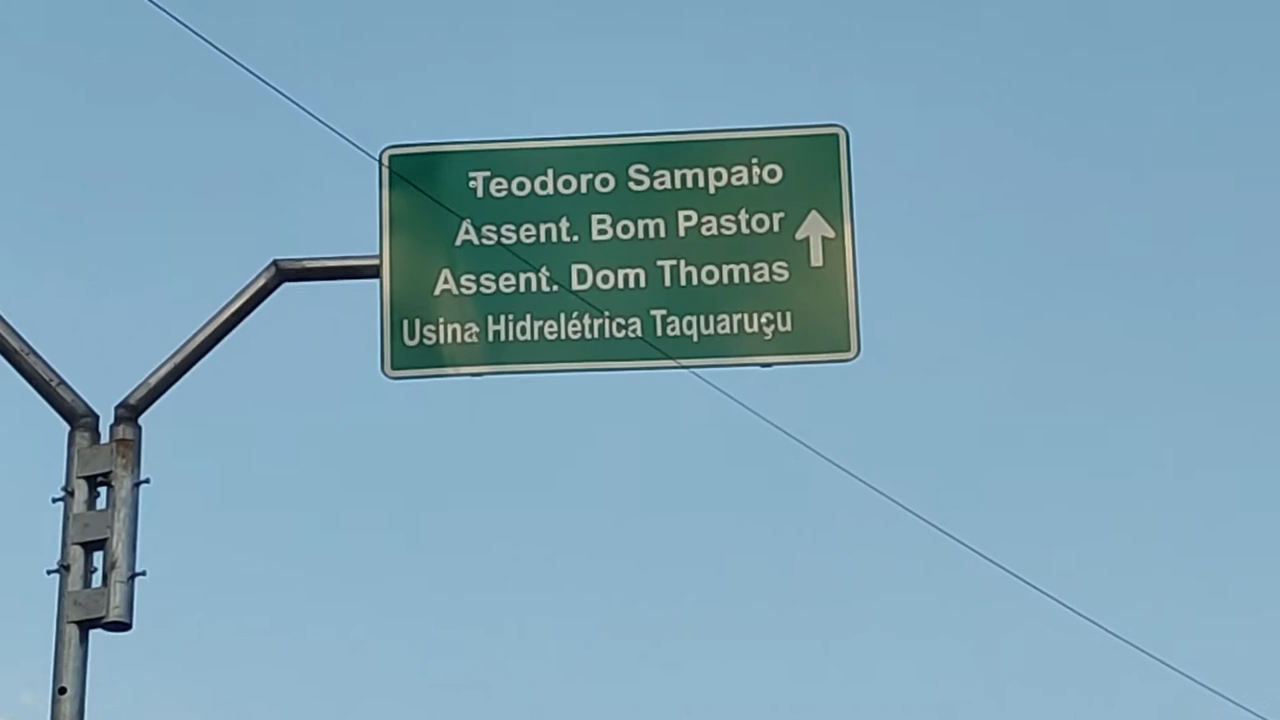 Teodoro Sampaio
Assent. Bom Pastor
Assent. Dom Thomas
Usina Hidrelétrica Taquaruçu